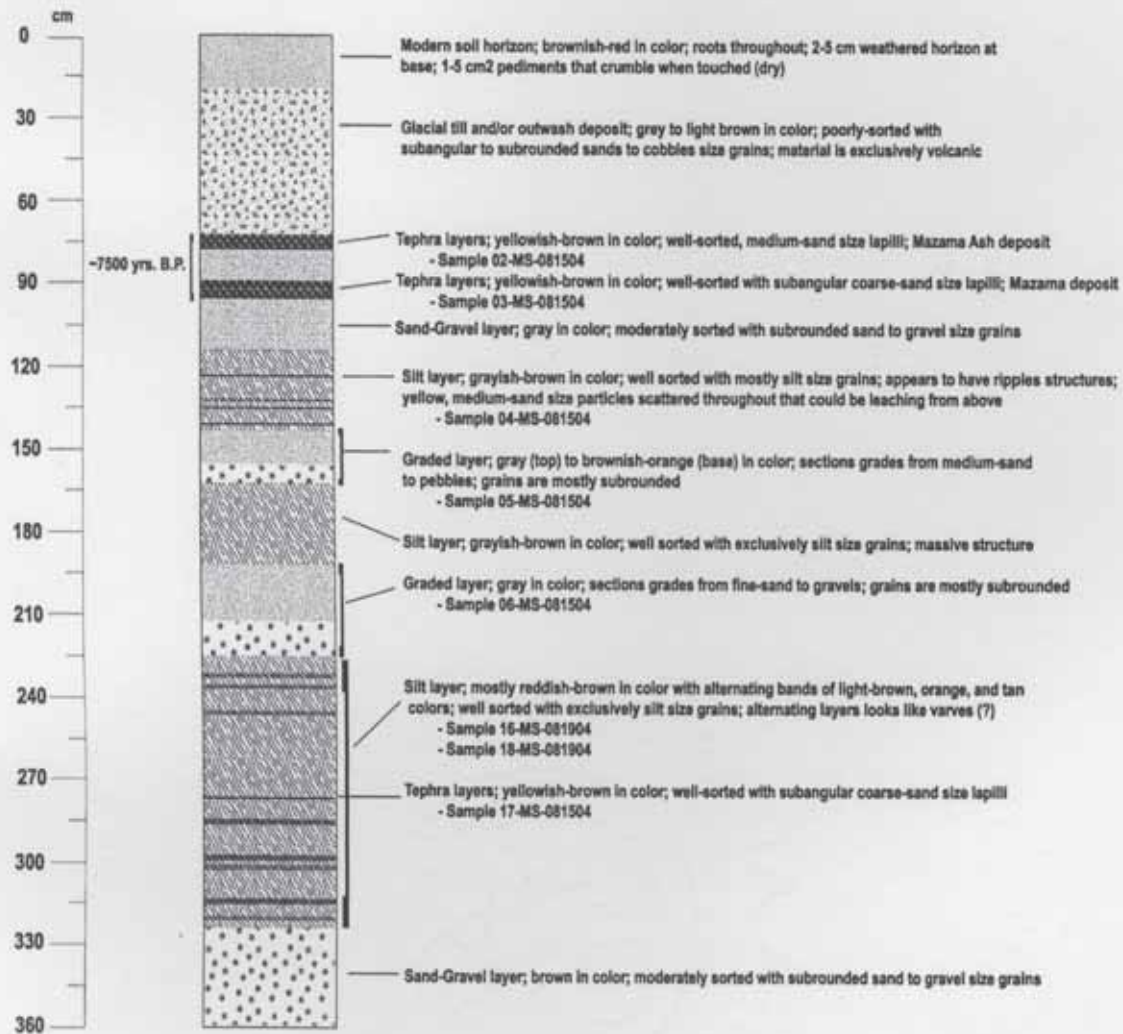 cm
0
Modern soil horizon; brownish-red in color; roots throughout; 2-5 cm weathered horizon at
base; 1-5 cm2 pediments that crumble when touched (dry)
30
Glacial till and/or outwash deposit; grey to light brown in color; poorly-sorted with
subangular to subrounded sands to cobbles size grains; material is exclusively volcanic
60
Tephra layers; yellowish-brown in color; well-sorted, medium-sand size lapilli; Mazama Ash deposit
- Sample 02-MS-081504
~7500 yrs. B.P.
90
Tephra layers; yellowish-brown in color; well-sorted with subangular coarse-sand size lapilli; Mazama deposit
- Sample 03-MS-081504
Sand-Gravel layer; gray in color; moderately sorted with subrounded sand to gravel size grains
120
Silt layer; grayish-brown in color; well sorted with mostly silt size grains; appears to have ripples structures;
yellow, medium-sand size particles scattered throughout that could be leaching from above
- Sample 04-MS-081504
150
Graded layer; gray (top) to brownish-orange (base) in color; sections grades from medium-sand
to pebbles; grains are mostly subrounded
- Sample 05-MS-081504
180
Silt layer; grayish-brown in color; well sorted with exclusively silt size grains; massive structure
Graded layer; gray in color; sections grades from fine-sand to gravels; grains are mostly subrounded
- Sample 06-MS-081504
210
240
Silt layer; mostly reddish-brown in color with alternating bands of light-brown, orange, and tan
colors; well sorted with exclusively silt size grains; alternating layers looks like varves (?)
- Sample 16-MS-081904
- Sample 18-MS-081904
270
Tephra layers; yellowish-brown in color; well-sorted with subangular coarse-sand size lapilli
- Sample 17-MS-081504
300
330
Sand-Gravel layer; brown in color; moderately sorted with subrounded sand to gravel size grains
360